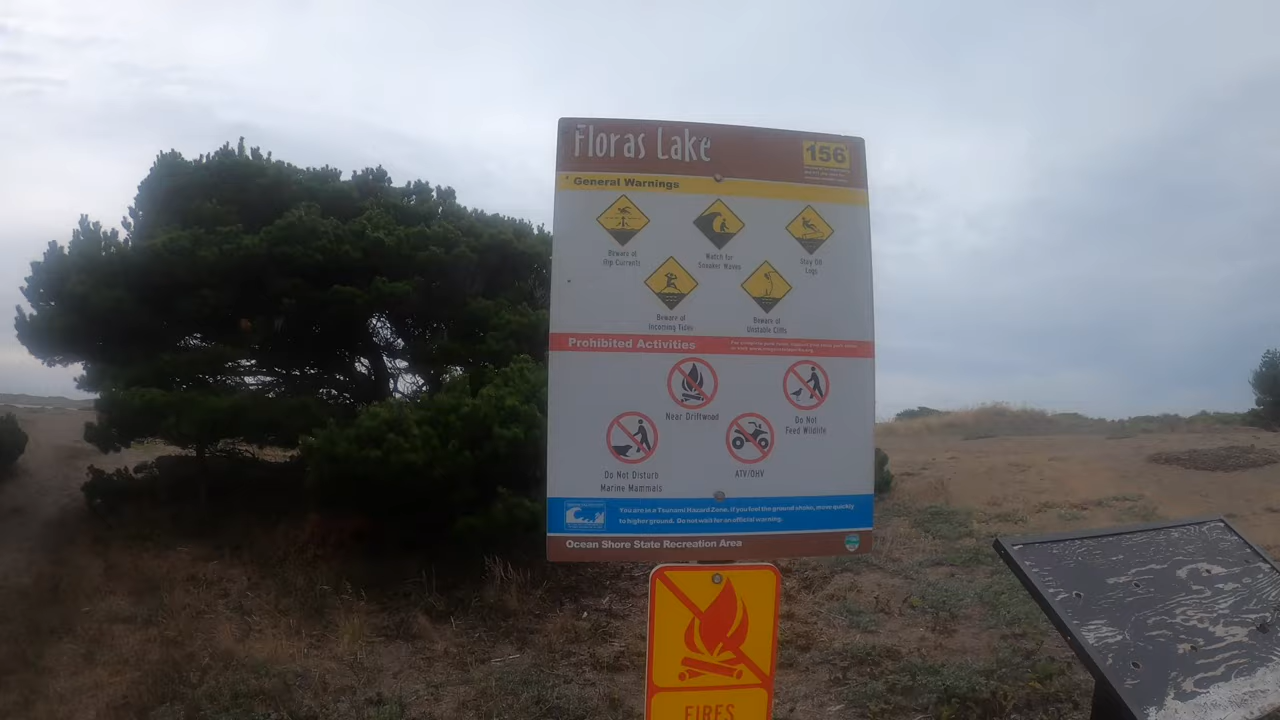 Floras Lake
156
General Warnings
Beware of
Rip Currents
Watch for
Sneaker Waves
Stay Off
Logs
Beware of
Incoming Tides
Beware of
Unstable Cliffs
Prohibited Activities
Near Driftwood
Do Not
Feed Wildlife
Do Not Disturb
Marine Mammals
ATV/OHV
You are in a Tsunami Hazard Zone. If you feel the ground shake, move quickly
to higher ground. Do not wait for an official warning.
Ocean Shore State Recreation Area
FIRES